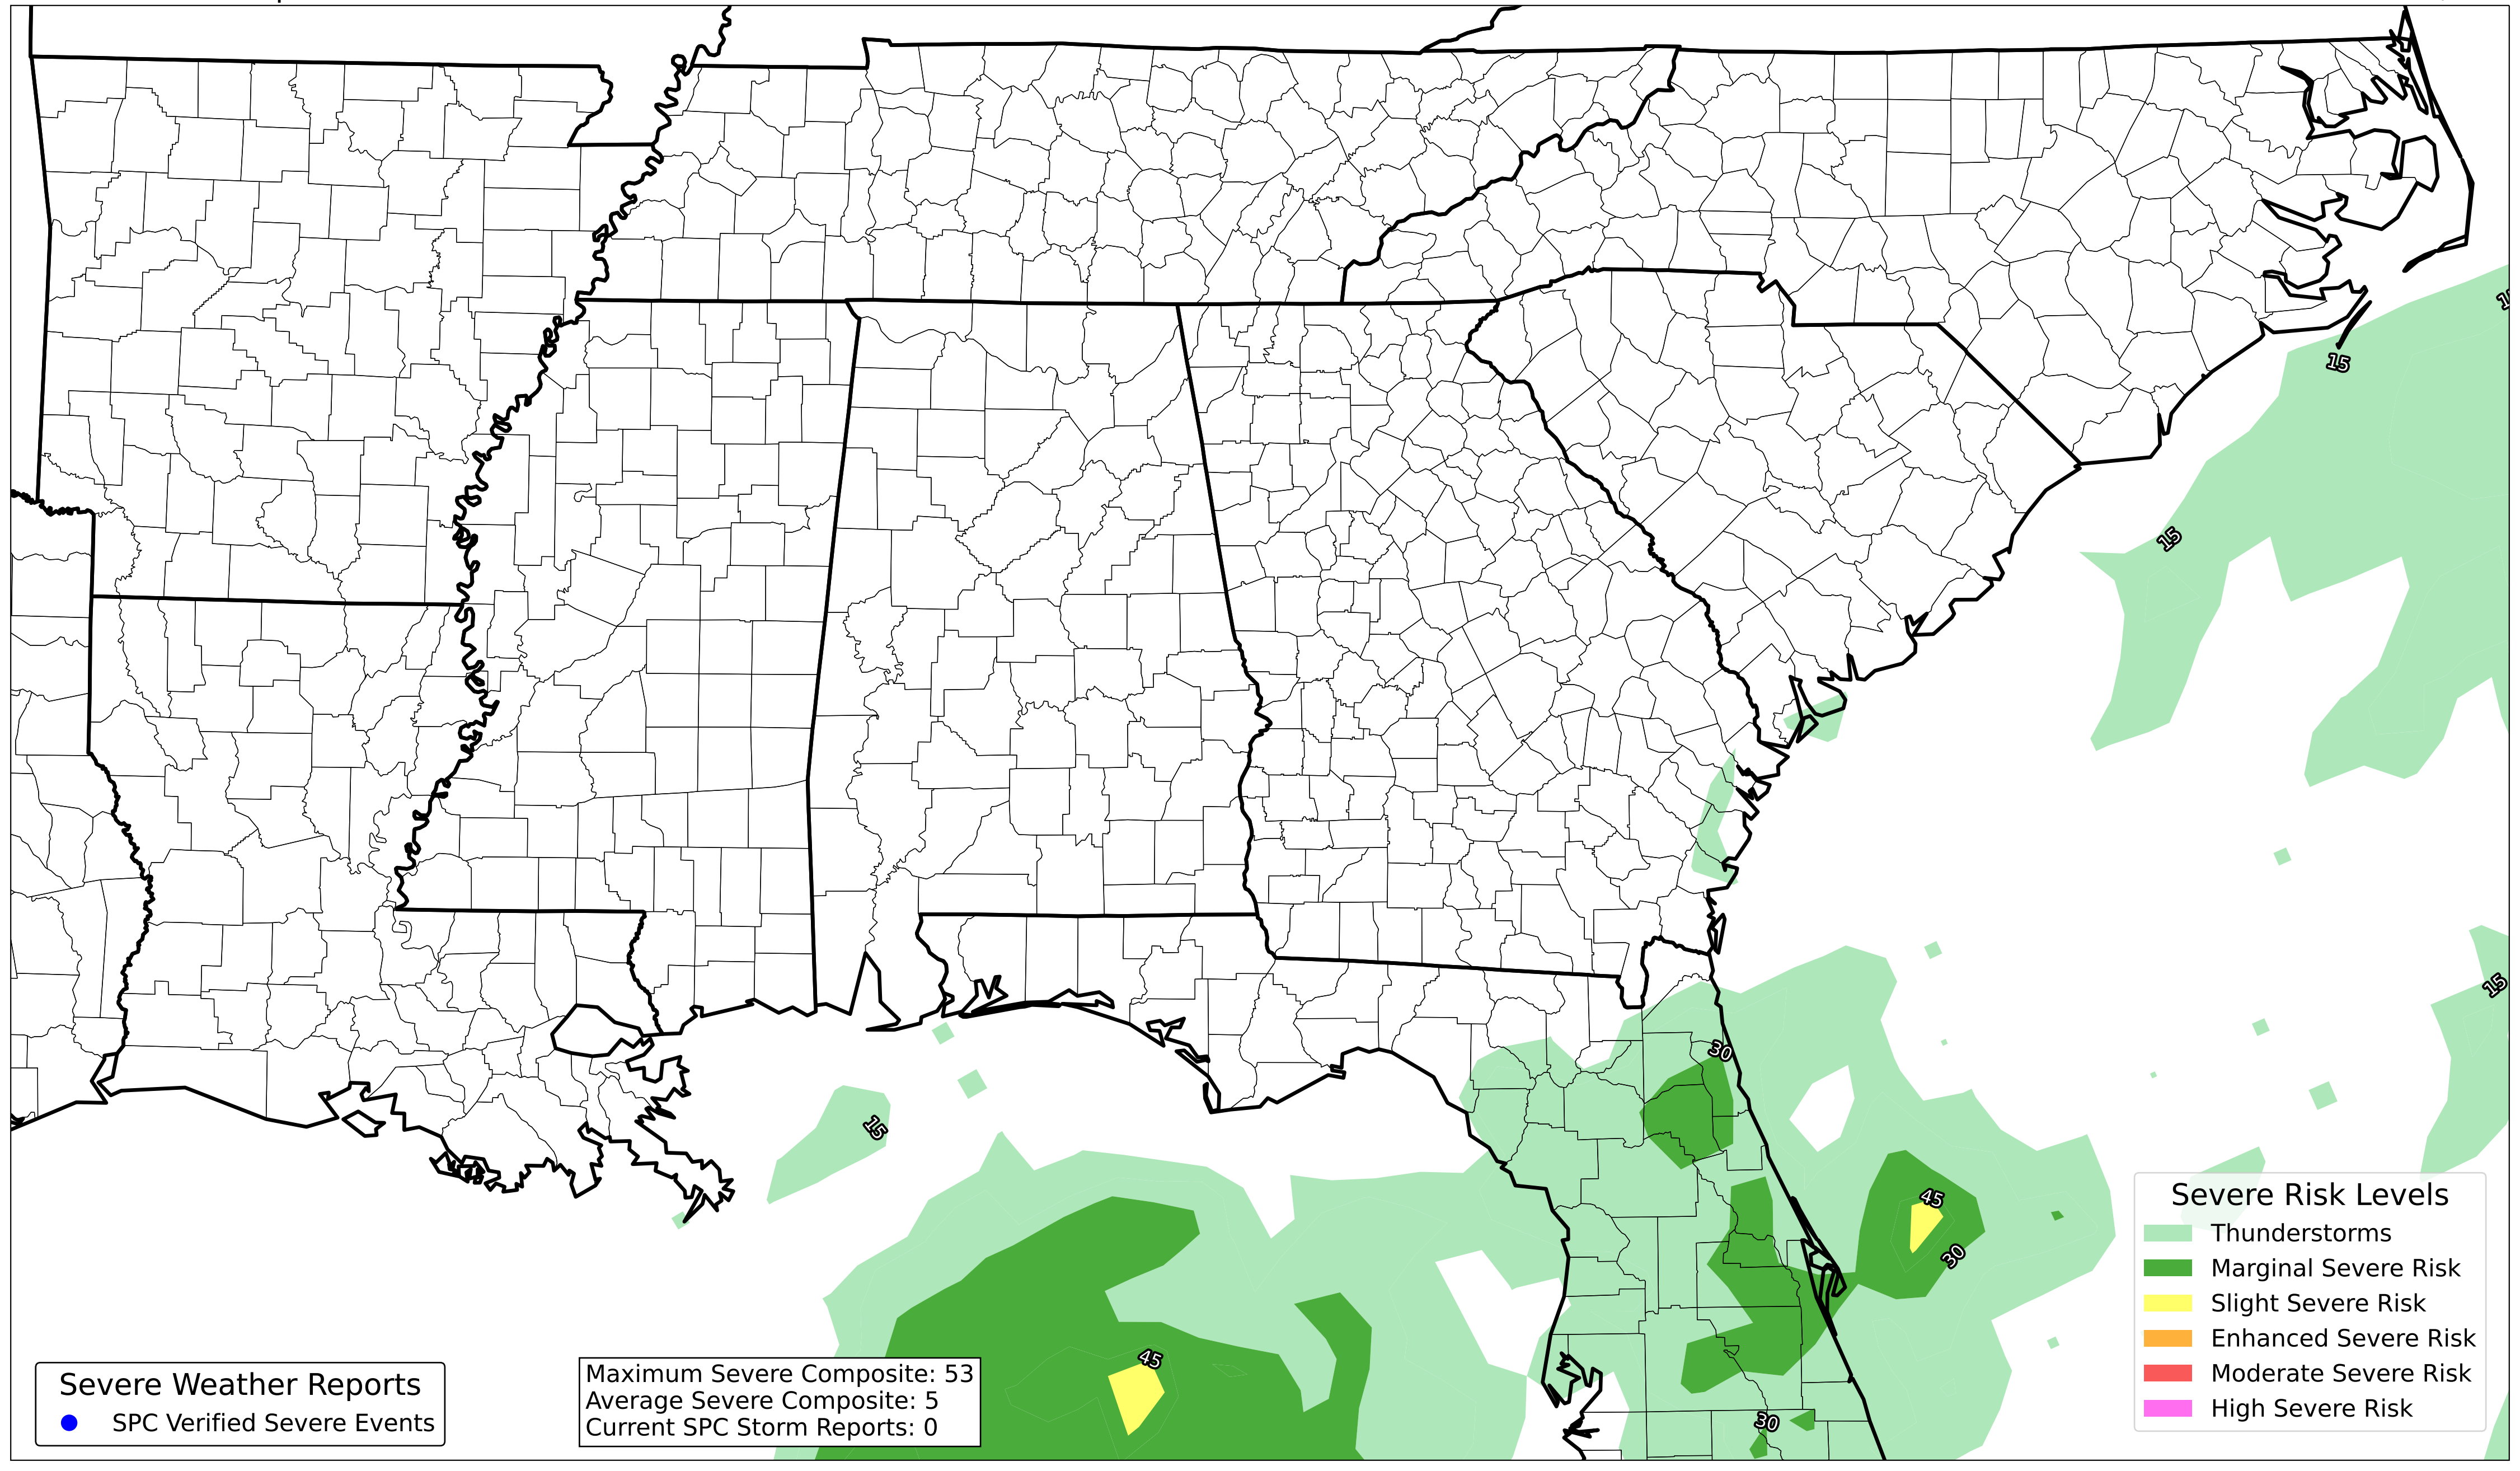 15
15
15
30
15
45
30
45
30
Severe Risk Levels
Thunderstorms
Marginal Severe Risk
Slight Severe Risk
Enhanced Severe Risk
Moderate Severe Risk
High Severe Risk
Severe Weather Reports
SPC Verified Severe Events
Maximum Severe Composite: 53
Average Severe Composite: 5
Current SPC Storm Reports: 0